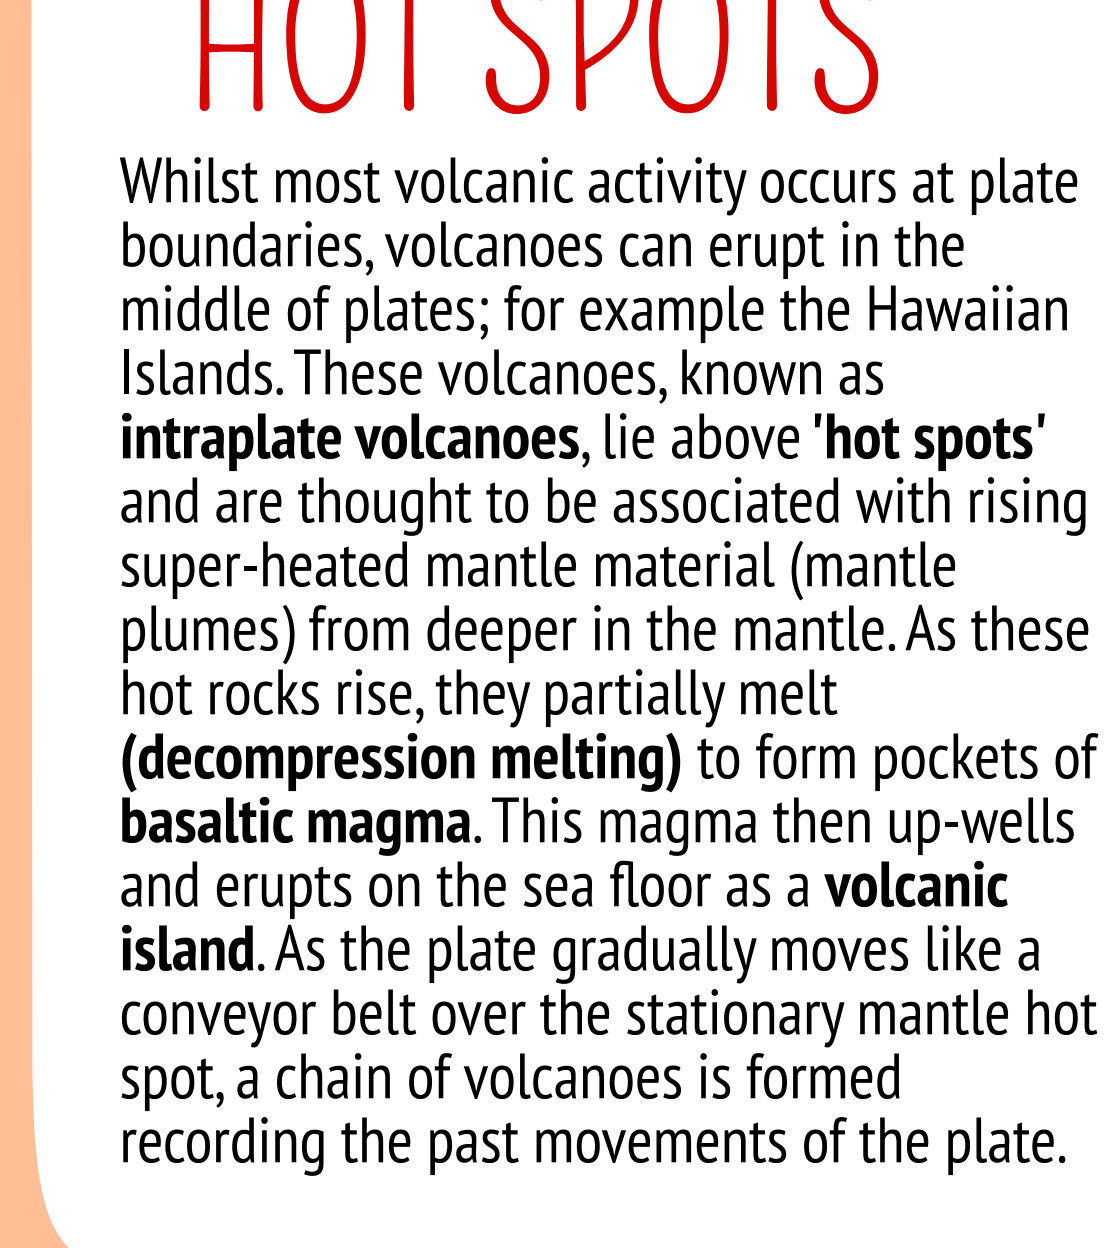 HOT SPOTS
Whilst most volcanic activity occurs at plate
boundaries, volcanoes can erupt in the
middle of plates; for example the Hawaiian
Islands. These volcanoes, known as
intraplate volcanoes, lie above 'hot spots'
and are thought to be associated with rising
super-heated mantle material (mantle
plumes) from deeper in the mantle. As these
hot rocks rise, they partially melt
(decompression melting) to form pockets of
basaltic magma. This magma then up-wells
and erupts on the sea floor as a volcanic
island. As the plate gradually moves like a
conveyor belt over the stationary mantle hot
spot, a chain of volcanoes is formed
recording the past movements of the plate.